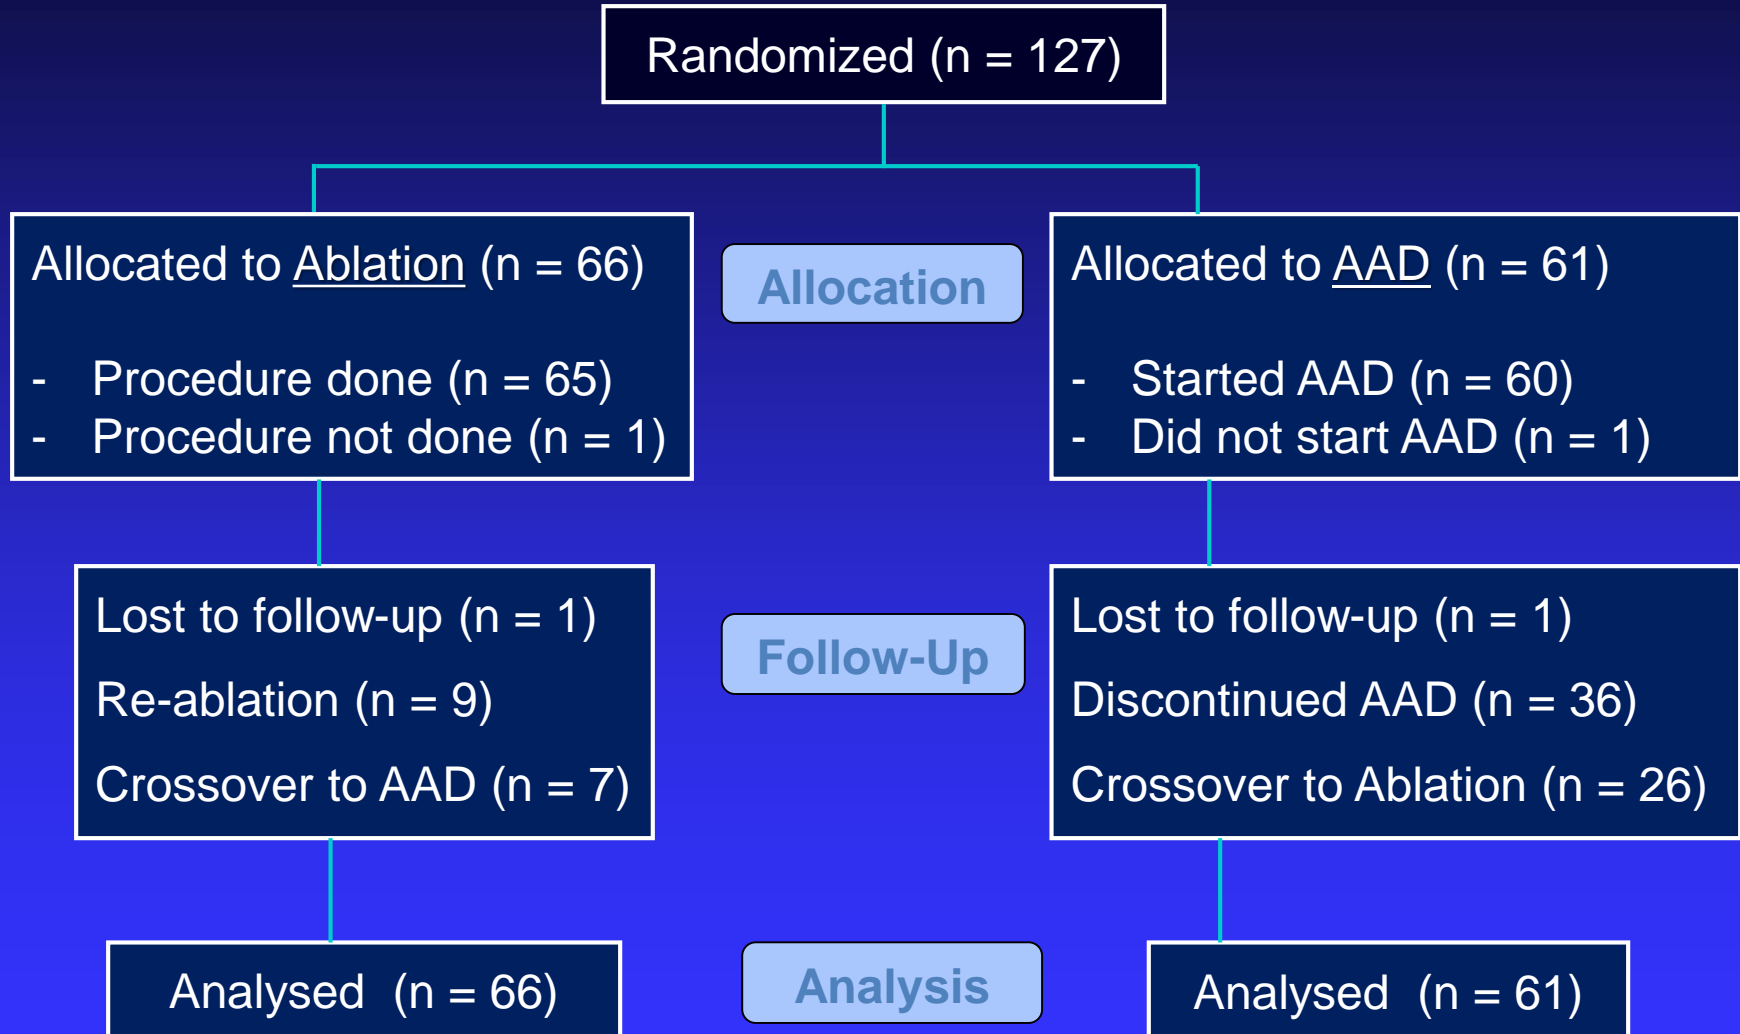 Randomized (n = 127)
Allocated to Ablation (n = 66)
- Procedure done (n = 65)
- Procedure not done (n = 1)
Allocation
Allocated to AAD (n = 61)
- Started AAD (n = 60)
- Did not start AAD (n = 1)
Lost to follow-up (n = 1)
Re-ablation (n = 9)
Crossover to AAD (n = 7)
Follow-Up
Lost to follow-up (n = 1)
Discontinued AAD (n = 36)
Crossover to Ablation (n = 26)
Analysed (n = 66)
Analysis
Analysed (n = 61)